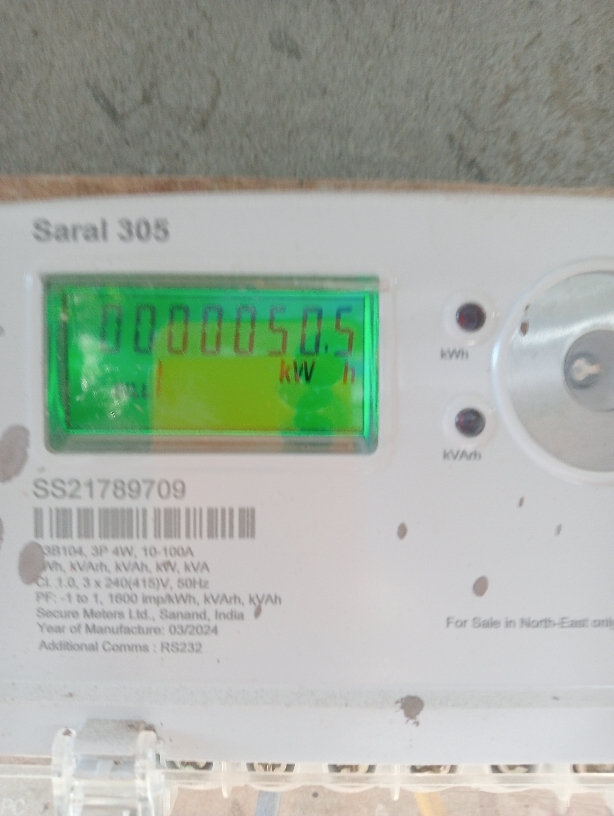 Saral 305
0000050.5
kW h
kWh
kVArh
SS21789709
3B104, 3P 4W, 10-100A
Wh, kVArh, kVAh, kW, kVA
CL 1.0, 3 x 240(415)V, 50Hz
PF: -1 to 1, 1600 imp/kWh, kVArh, kVAh
Secure Meters Ltd., Sanand, India
Year of Manufacture: 03/2024
Additional Comms : RS232
For Sale in North-East only